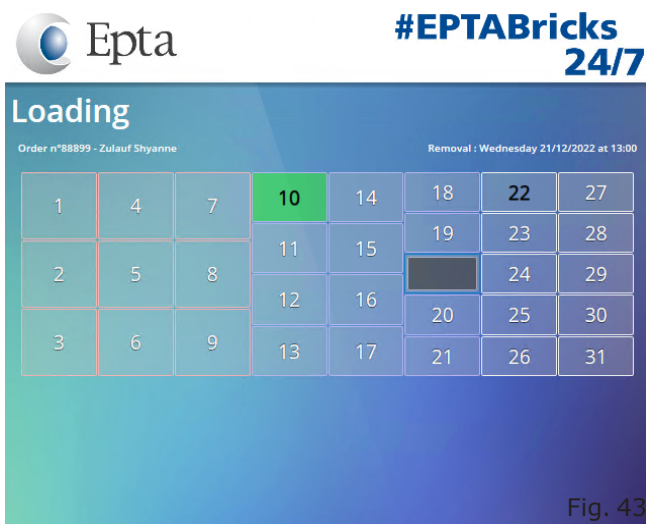 Epta
#EPTABricks
24/7
Loading
Order n°88899 - Zulauf Shyanne
Removal : Wednesday 21/12/2022 at 13:00
1 4 7 10 14 18 22 27
11 15 19 23 28
2 5 8 24 29
12 16 20 25 30
3 6 9 13 17 21 26 31
Fig. 43